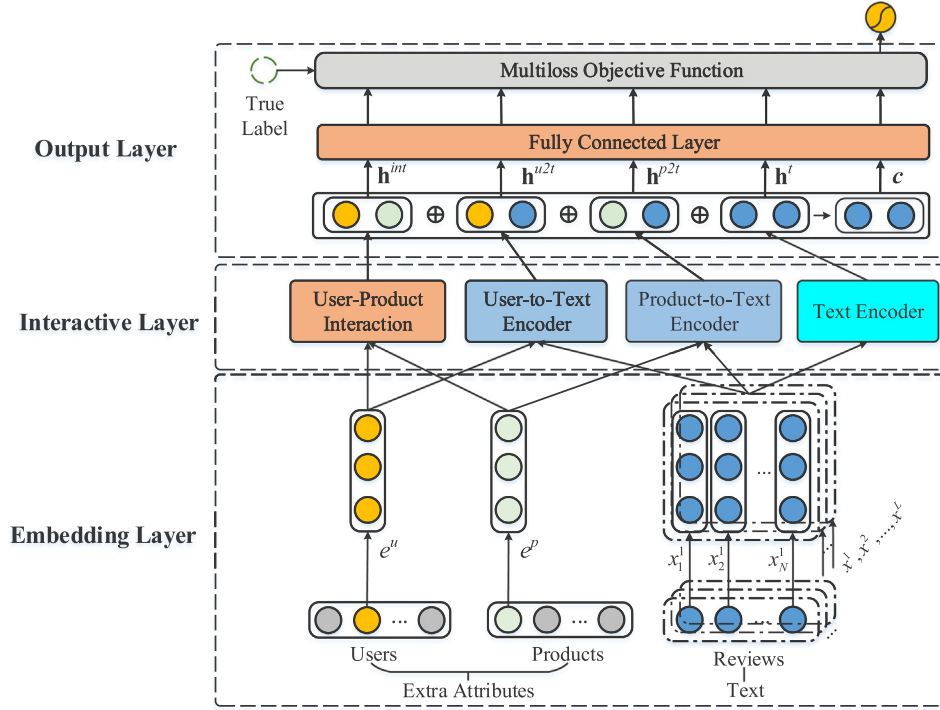 Multiloss Objective Function
True
Label
Output Layer
Fully Connected Layer
h^int
h^u2t
h^p2t
h^t
c
⊕ ⊕ ⊕
Interactive Layer
User-Product
Interaction
User-to-Text
Encoder
Product-to-Text
Encoder
Text Encoder
Embedding Layer
...
e^u
e^p
x_1^1
x_2^1
x_N^1
...
x^1, x^2, ..., x^L
...
...
...
...
Users
Products
Extra Attributes
Reviews
Text